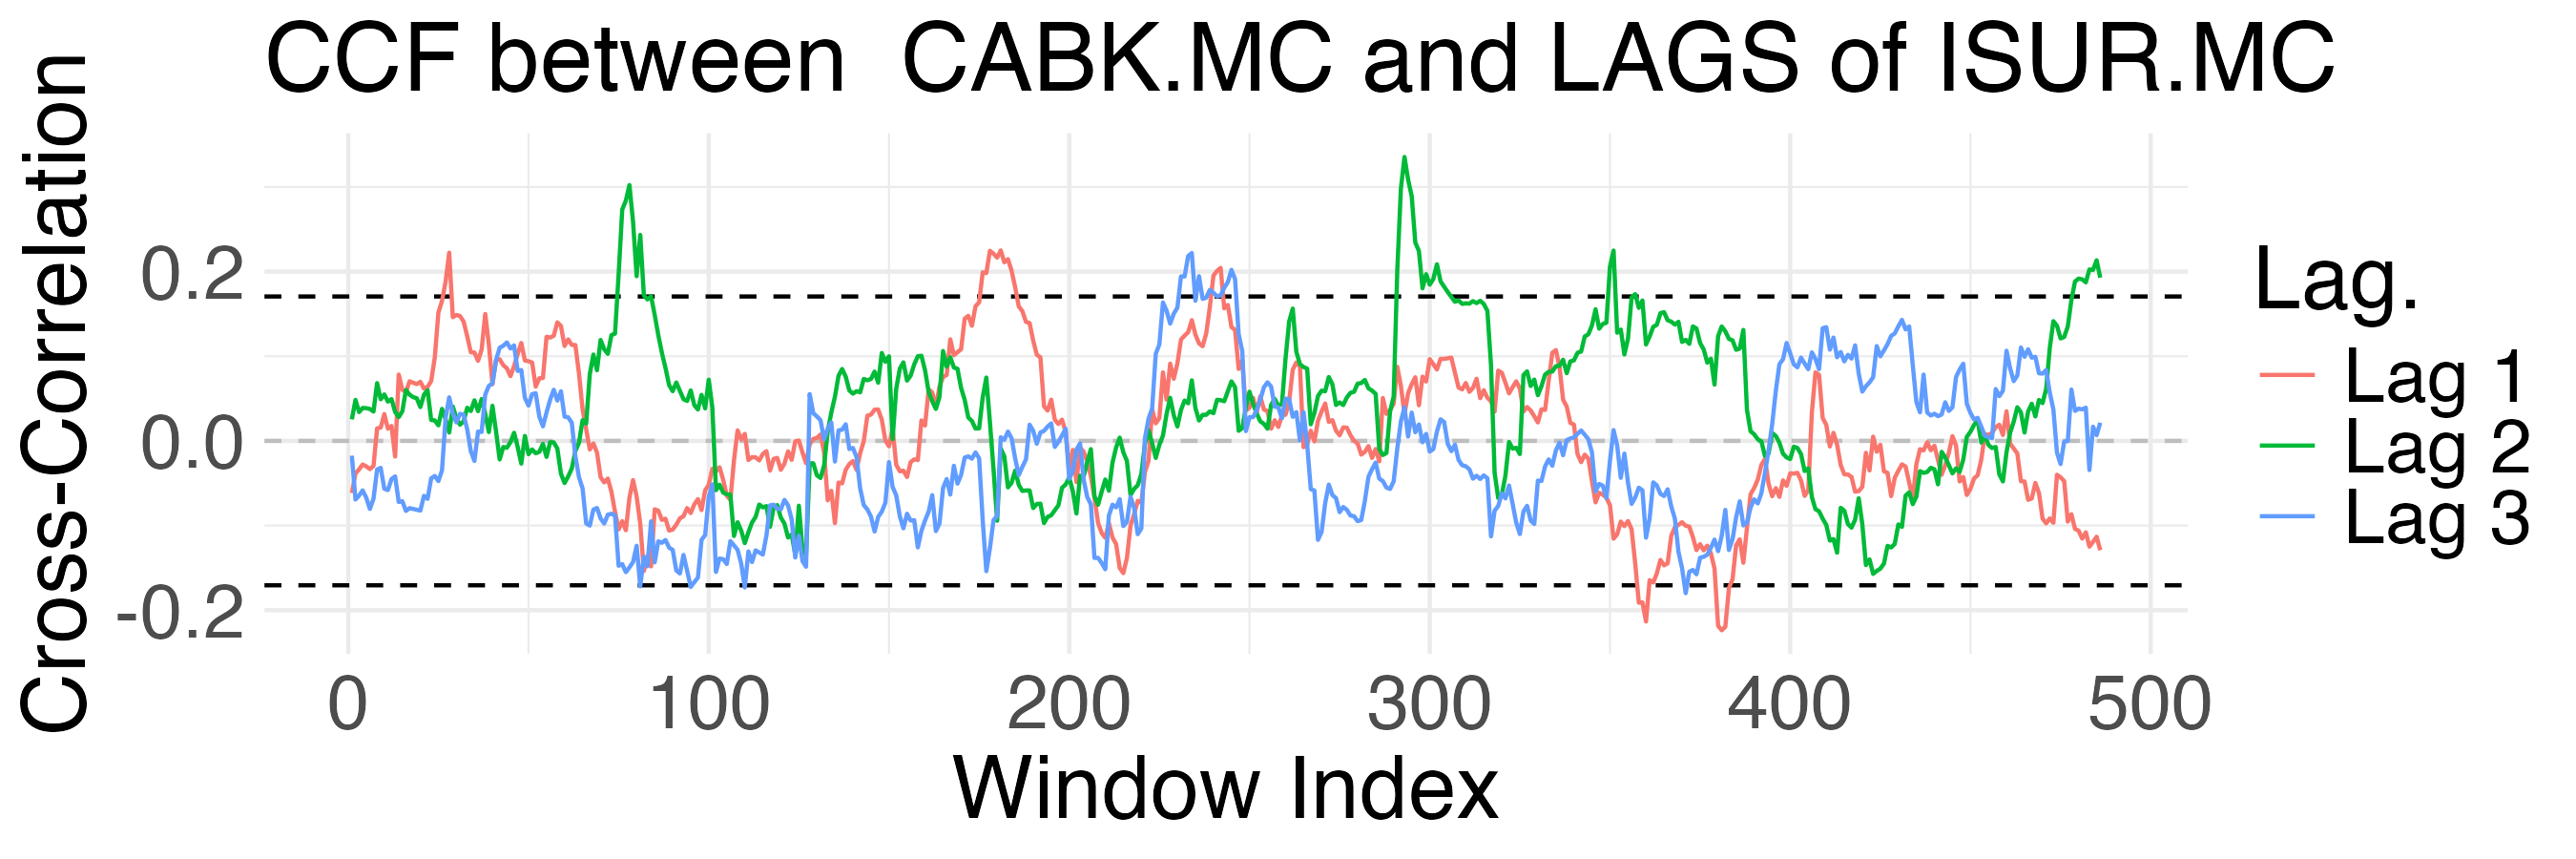 CCF between  CABK.MC and LAGS of ISUR.MC
Cross-Correlation
0.2
0.0
-0.2
0 100 200 300 400 500
Window Index
Lag.
Lag 1
Lag 2
Lag 3